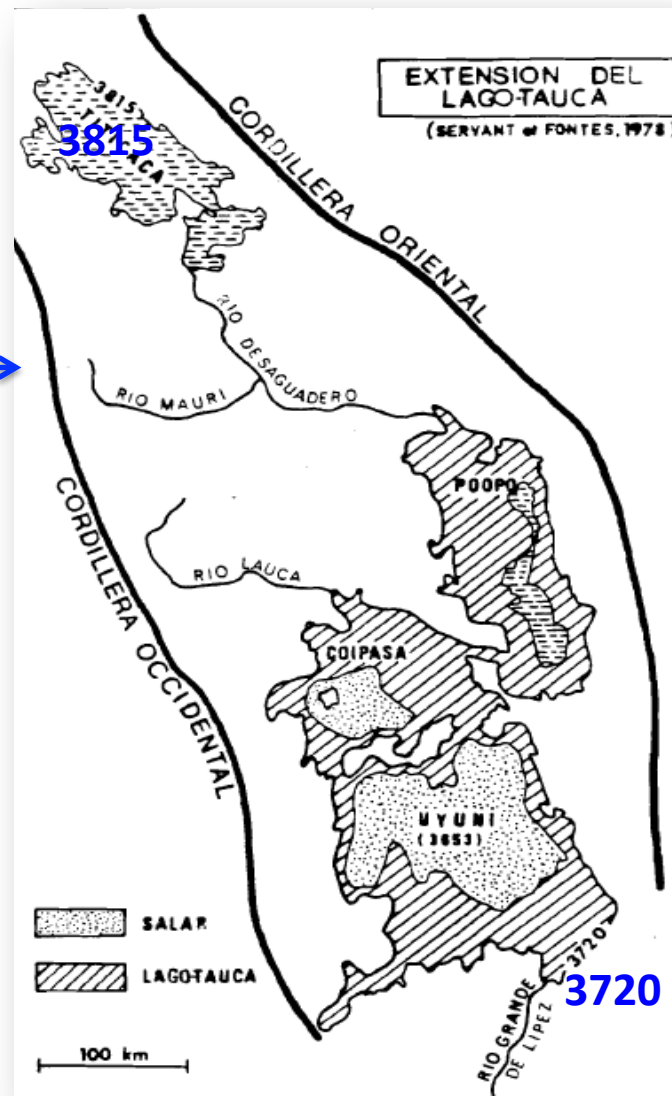 EXTENSION DEL
LAGO-TAUCA
(SERVANT et FONTES, 1978)
3815
TITICACA
3815
CORDILLERA ORIENTAL
RIO DESAGUADERO
RIO MAURI
POOPO
CORDILLERA OCCIDENTAL
RIO LAUCA
COIPASA
UYUNI
(3653)
SALAR
LAGO-TAUCA
3720
3720
RIO GRANDE
DE LIPEZ
100 km